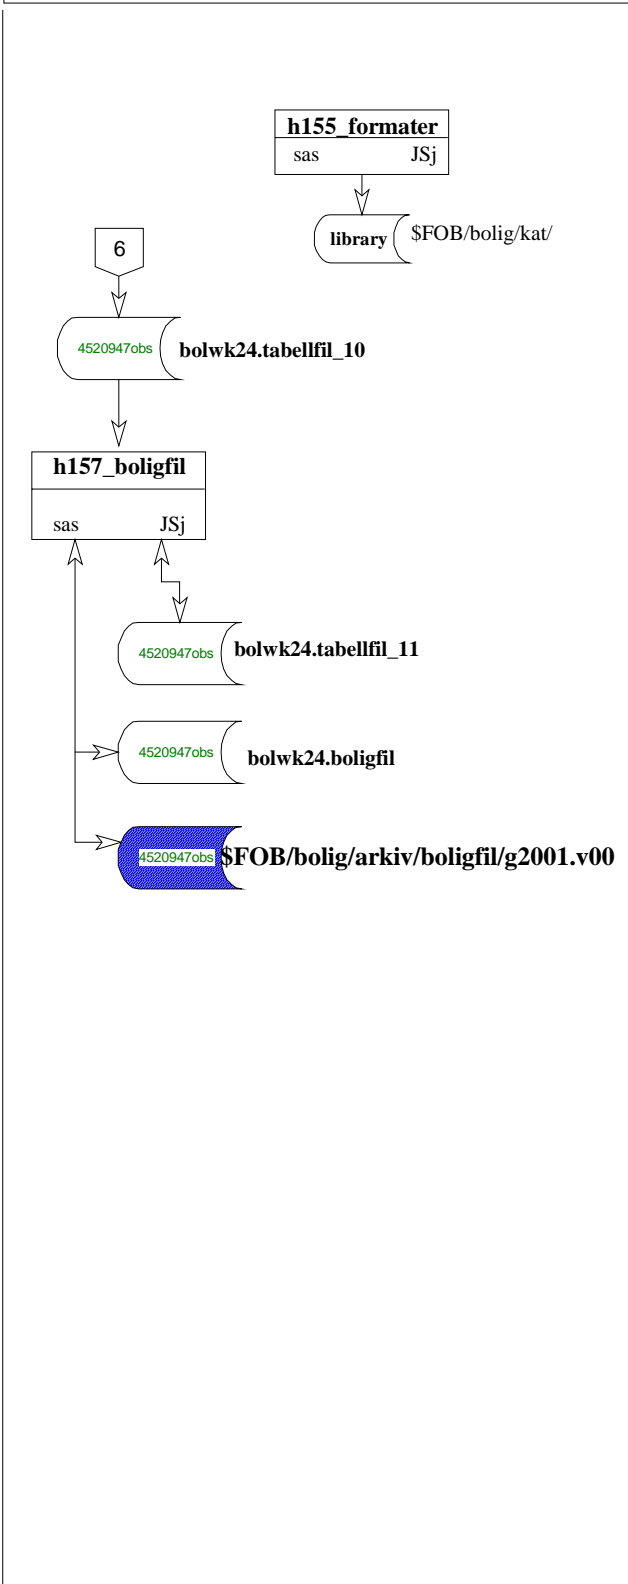 h155_formater
sas JSj
library $FOB/bolig/kat/
6
4520947obs bolwk24.tabellfil_10
h157_boligfil
sas JSj
4520947obs bolwk24.tabellfil_11
4520947obs bolwk24.boligfil
4520947obs $FOB/bolig/arkiv/boligfil/g2001.v00